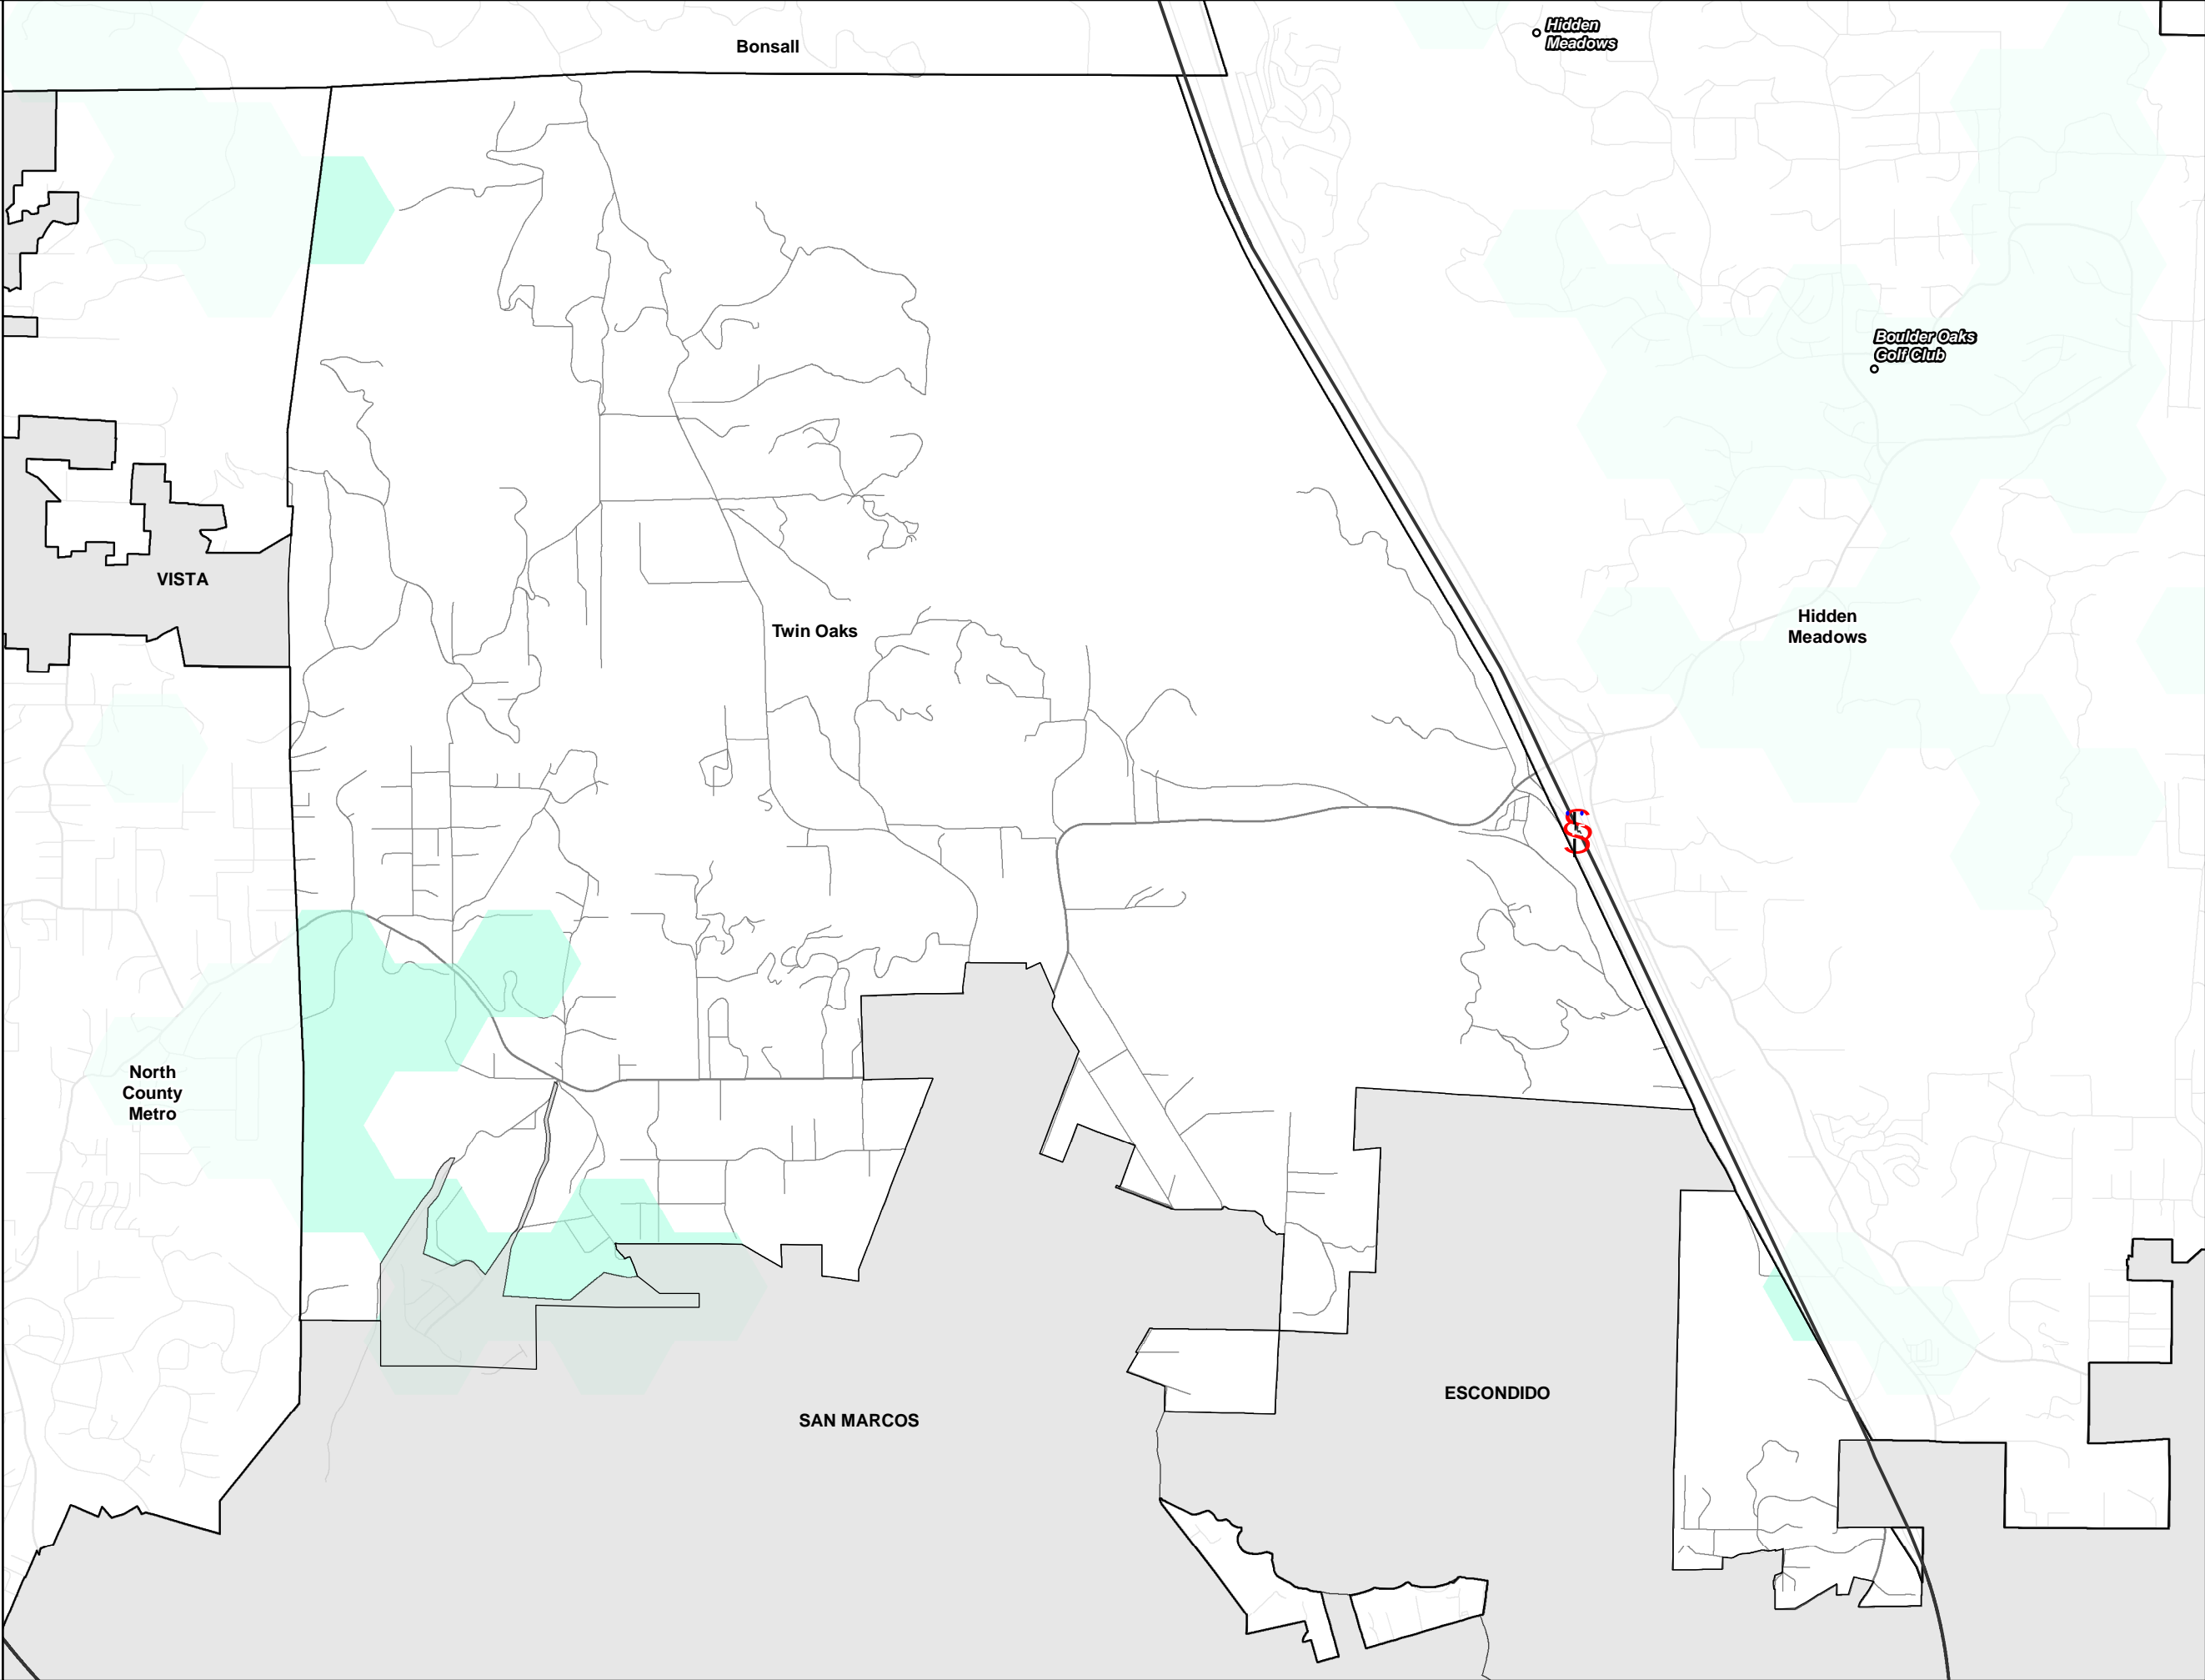 Bonsall
Hidden
Meadows
Boulder Oaks
Golf Club
VISTA
Twin Oaks
Hidden
Meadows
North
County
Metro
ESCONDIDO
SAN MARCOS